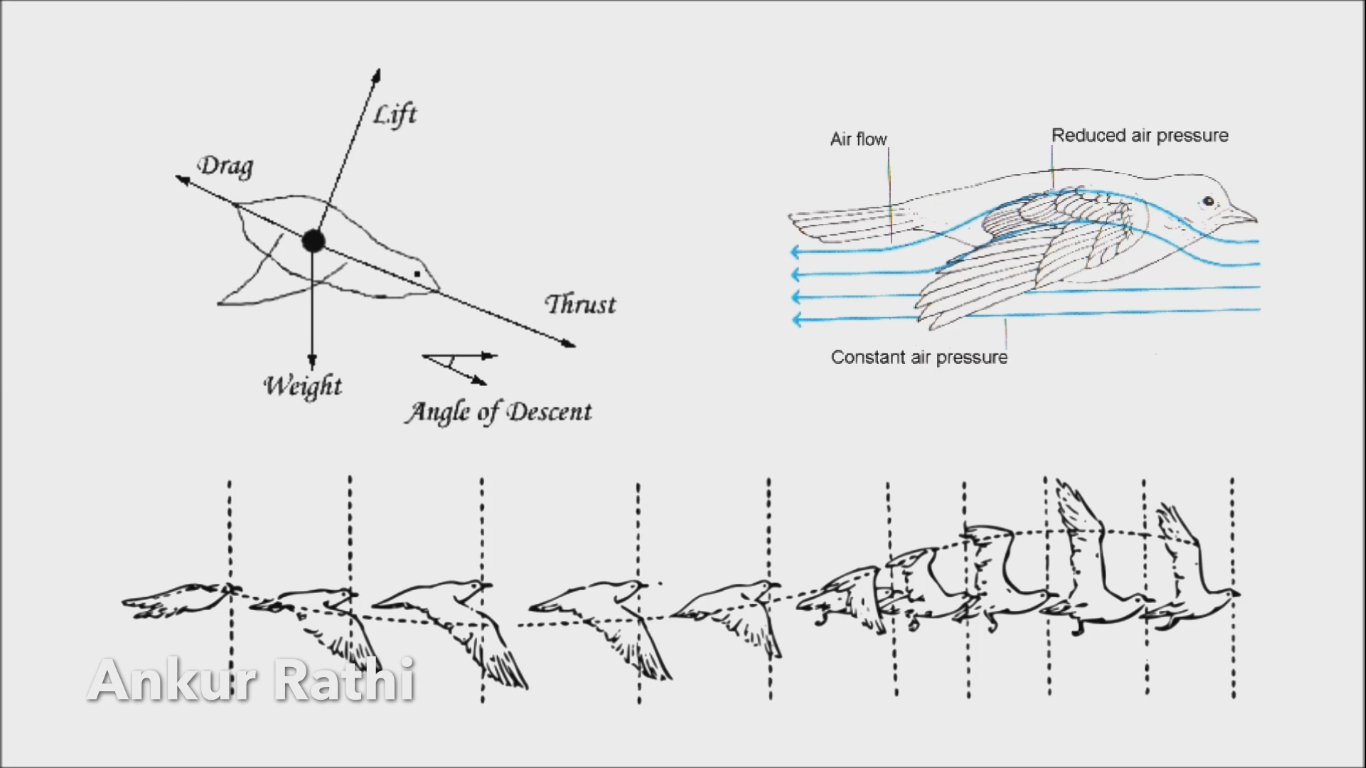 Lift
Drag
Thrust
Weight
Angle of Descent
Air flow
Reduced air pressure
Constant air pressure
Ankur Rathi